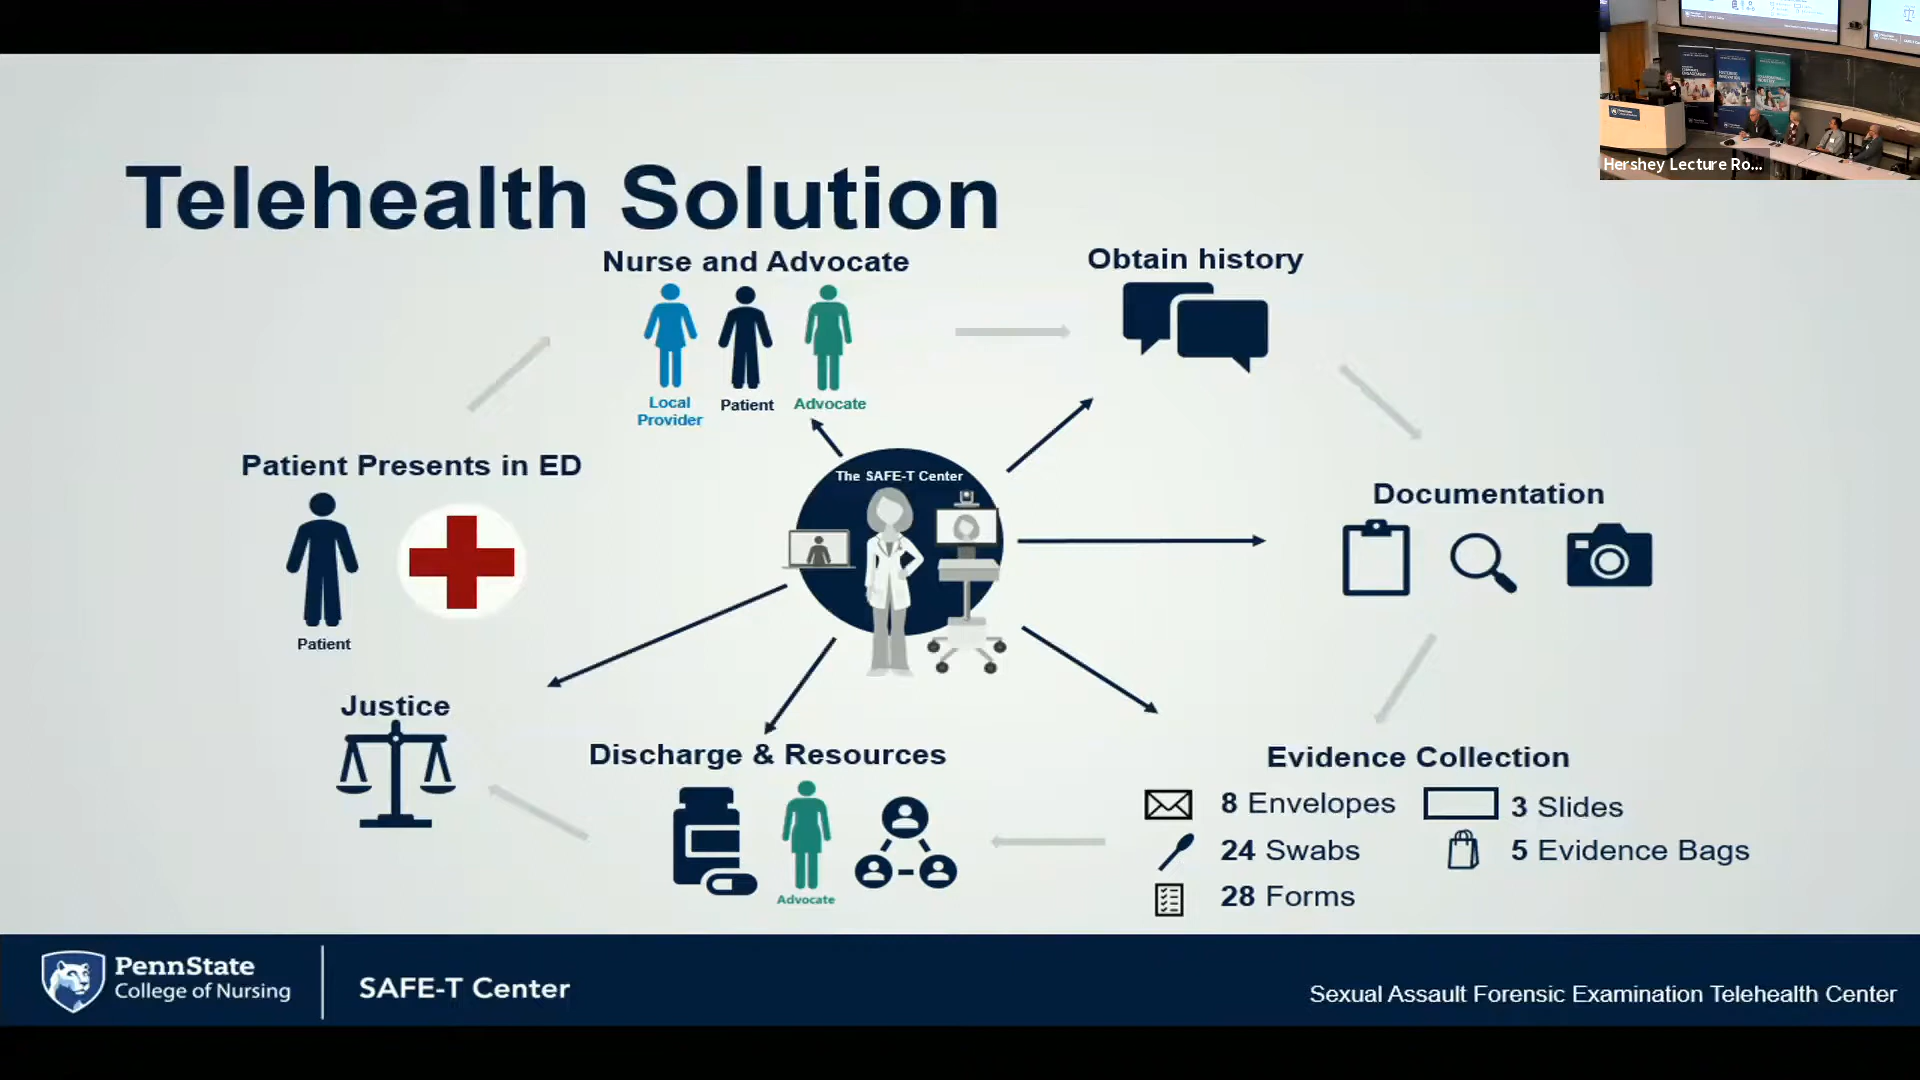 Telehealth Solution
Nurse and Advocate
Local
Provider
Patient
Advocate
Obtain history
Patient Presents in ED
Patient
The SAFE-T Center
Documentation
Justice
Discharge & Resources
Advocate
Evidence Collection
8 Envelopes
3 Slides
24 Swabs
5 Evidence Bags
28 Forms
PennState
College of Nursing
SAFE-T Center
Sexual Assault Forensic Examination Telehealth Center
Hershey Lecture Ro...